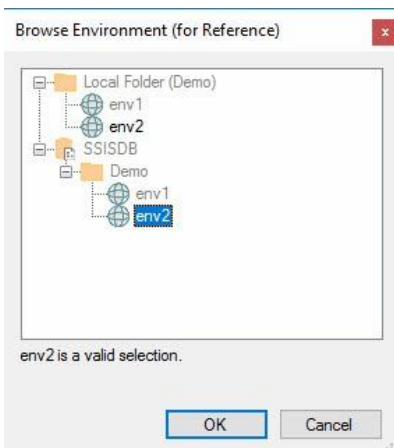 Browse Environment (for Reference)
x
Local Folder (Demo)
env1
env2
SSISDB
Demo
env1
env2
env2 is a valid selection.
OK
Cancel